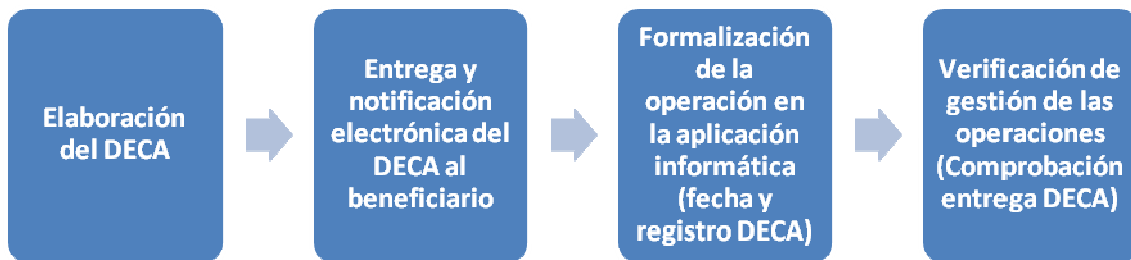 Elaboración
del DECA
Entrega y
notificación
electrónica del
DECA al
beneficiario
Formalización
de la
operación en
la aplicación
informática
(fecha y
registro DECA)
Verificación de
gestión de las
operaciones
(Comprobación
entrega DECA)